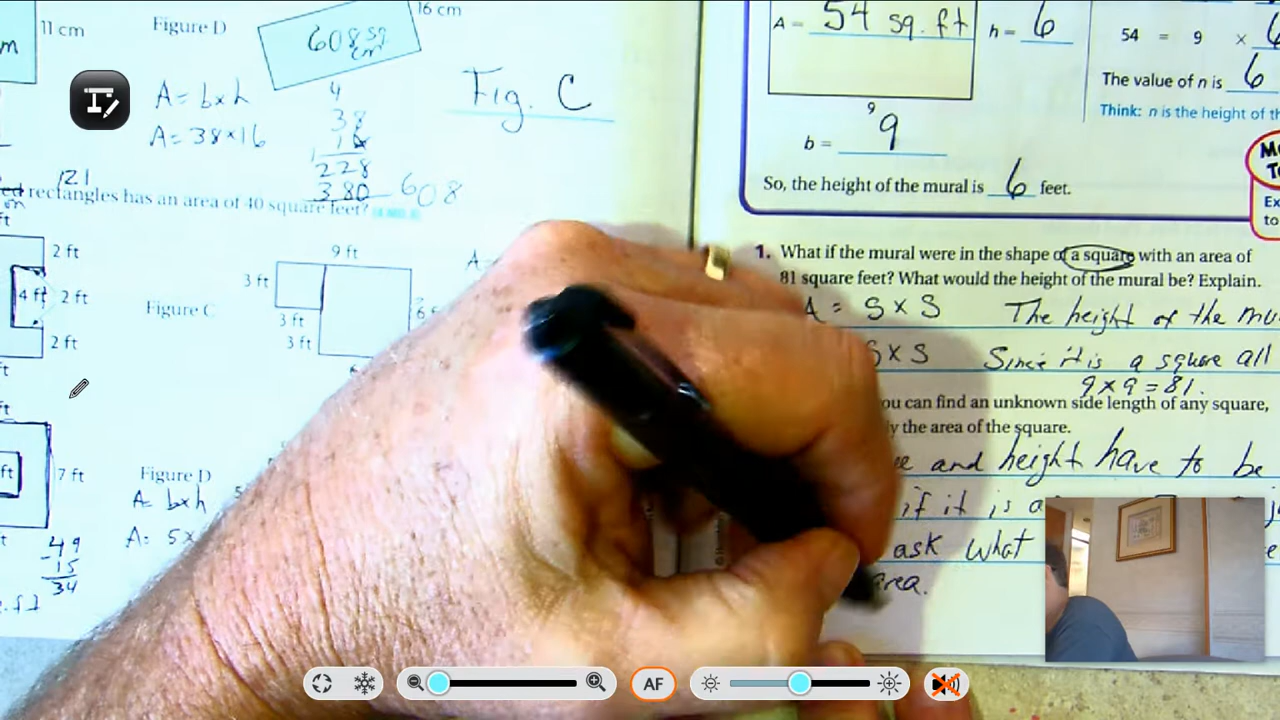 11 cm
Figure D
16 cm
608 sq cm
A = b x h
A = 38 x 16
4
38
16
1
228
380
608
Fig. C
121
rectangles has an area of 40 square feet?
2 ft
4 ft
2 ft
2 ft
Figure C
9 ft
3 ft
3 ft
3 ft
7 ft
Figure D
A = b x h
A = 5 x
49
15
34
A = 54 sq. ft
h = 6
9
b = 9
54 = 9 x 6
The value of n is 6
Think: n is the height of
So, the height of the mural is 6 feet.
1. What if the mural were in the shape of a square with an area of
81 square feet? What would the height of the mural be? Explain.
A = S x S The height of the
S x S Since it is a square all
9 x 9 = 81.
you can find an unknown side length of any square,
the area of the square.
and height have to be
if it is a
ask what
area.
AF